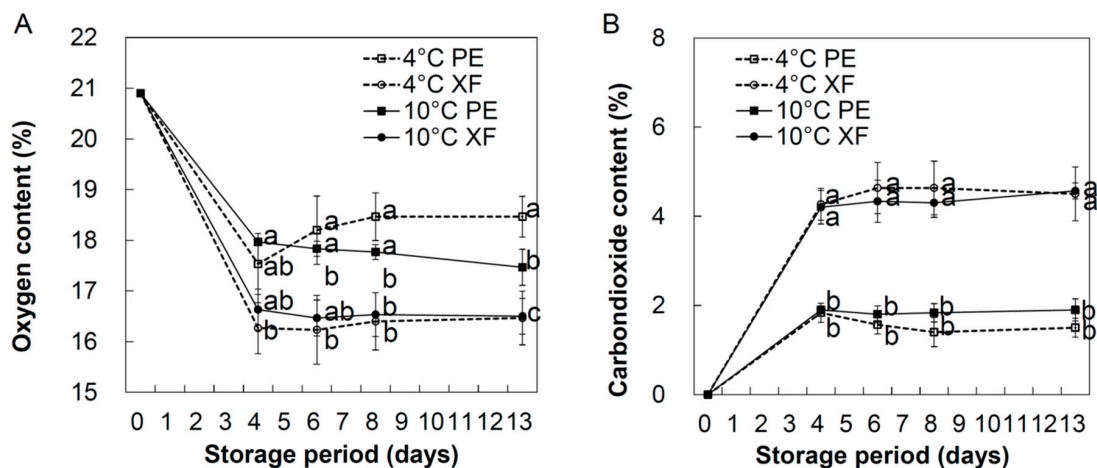 A
22
21
20
19
18
17
16
15
Oxygen content (%)
4°C PE
4°C XF
10°C PE
10°C XF
a
ab
ab
b
a
b
ab
b
a
b
b
b
a
b
c
0 1 2 3 4 5 6 7 8 9 10 11 12 13
Storage period (days)
B
8
6
4
2
0
Carbondioxide content (%)
4°C PE
4°C XF
10°C PE
10°C XF
a
a
b
b
a
a
b
b
a
a
b
b
a
a
b
b
0 1 2 3 4 5 6 7 8 9 10 11 12 13
Storage period (days)